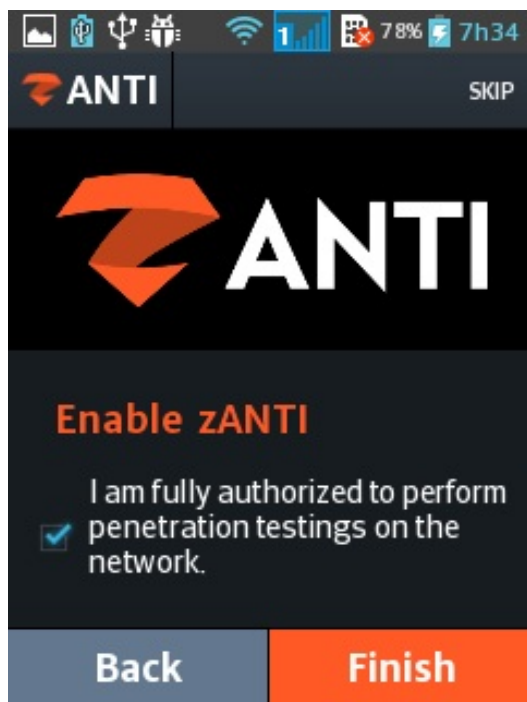 1 78% 7h34
ANTI SKIP
ANTI
Enable zANTI
I am fully authorized to perform
penetration testings on the
network.
Back Finish